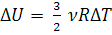 ΔU = 3/2 νRΔT